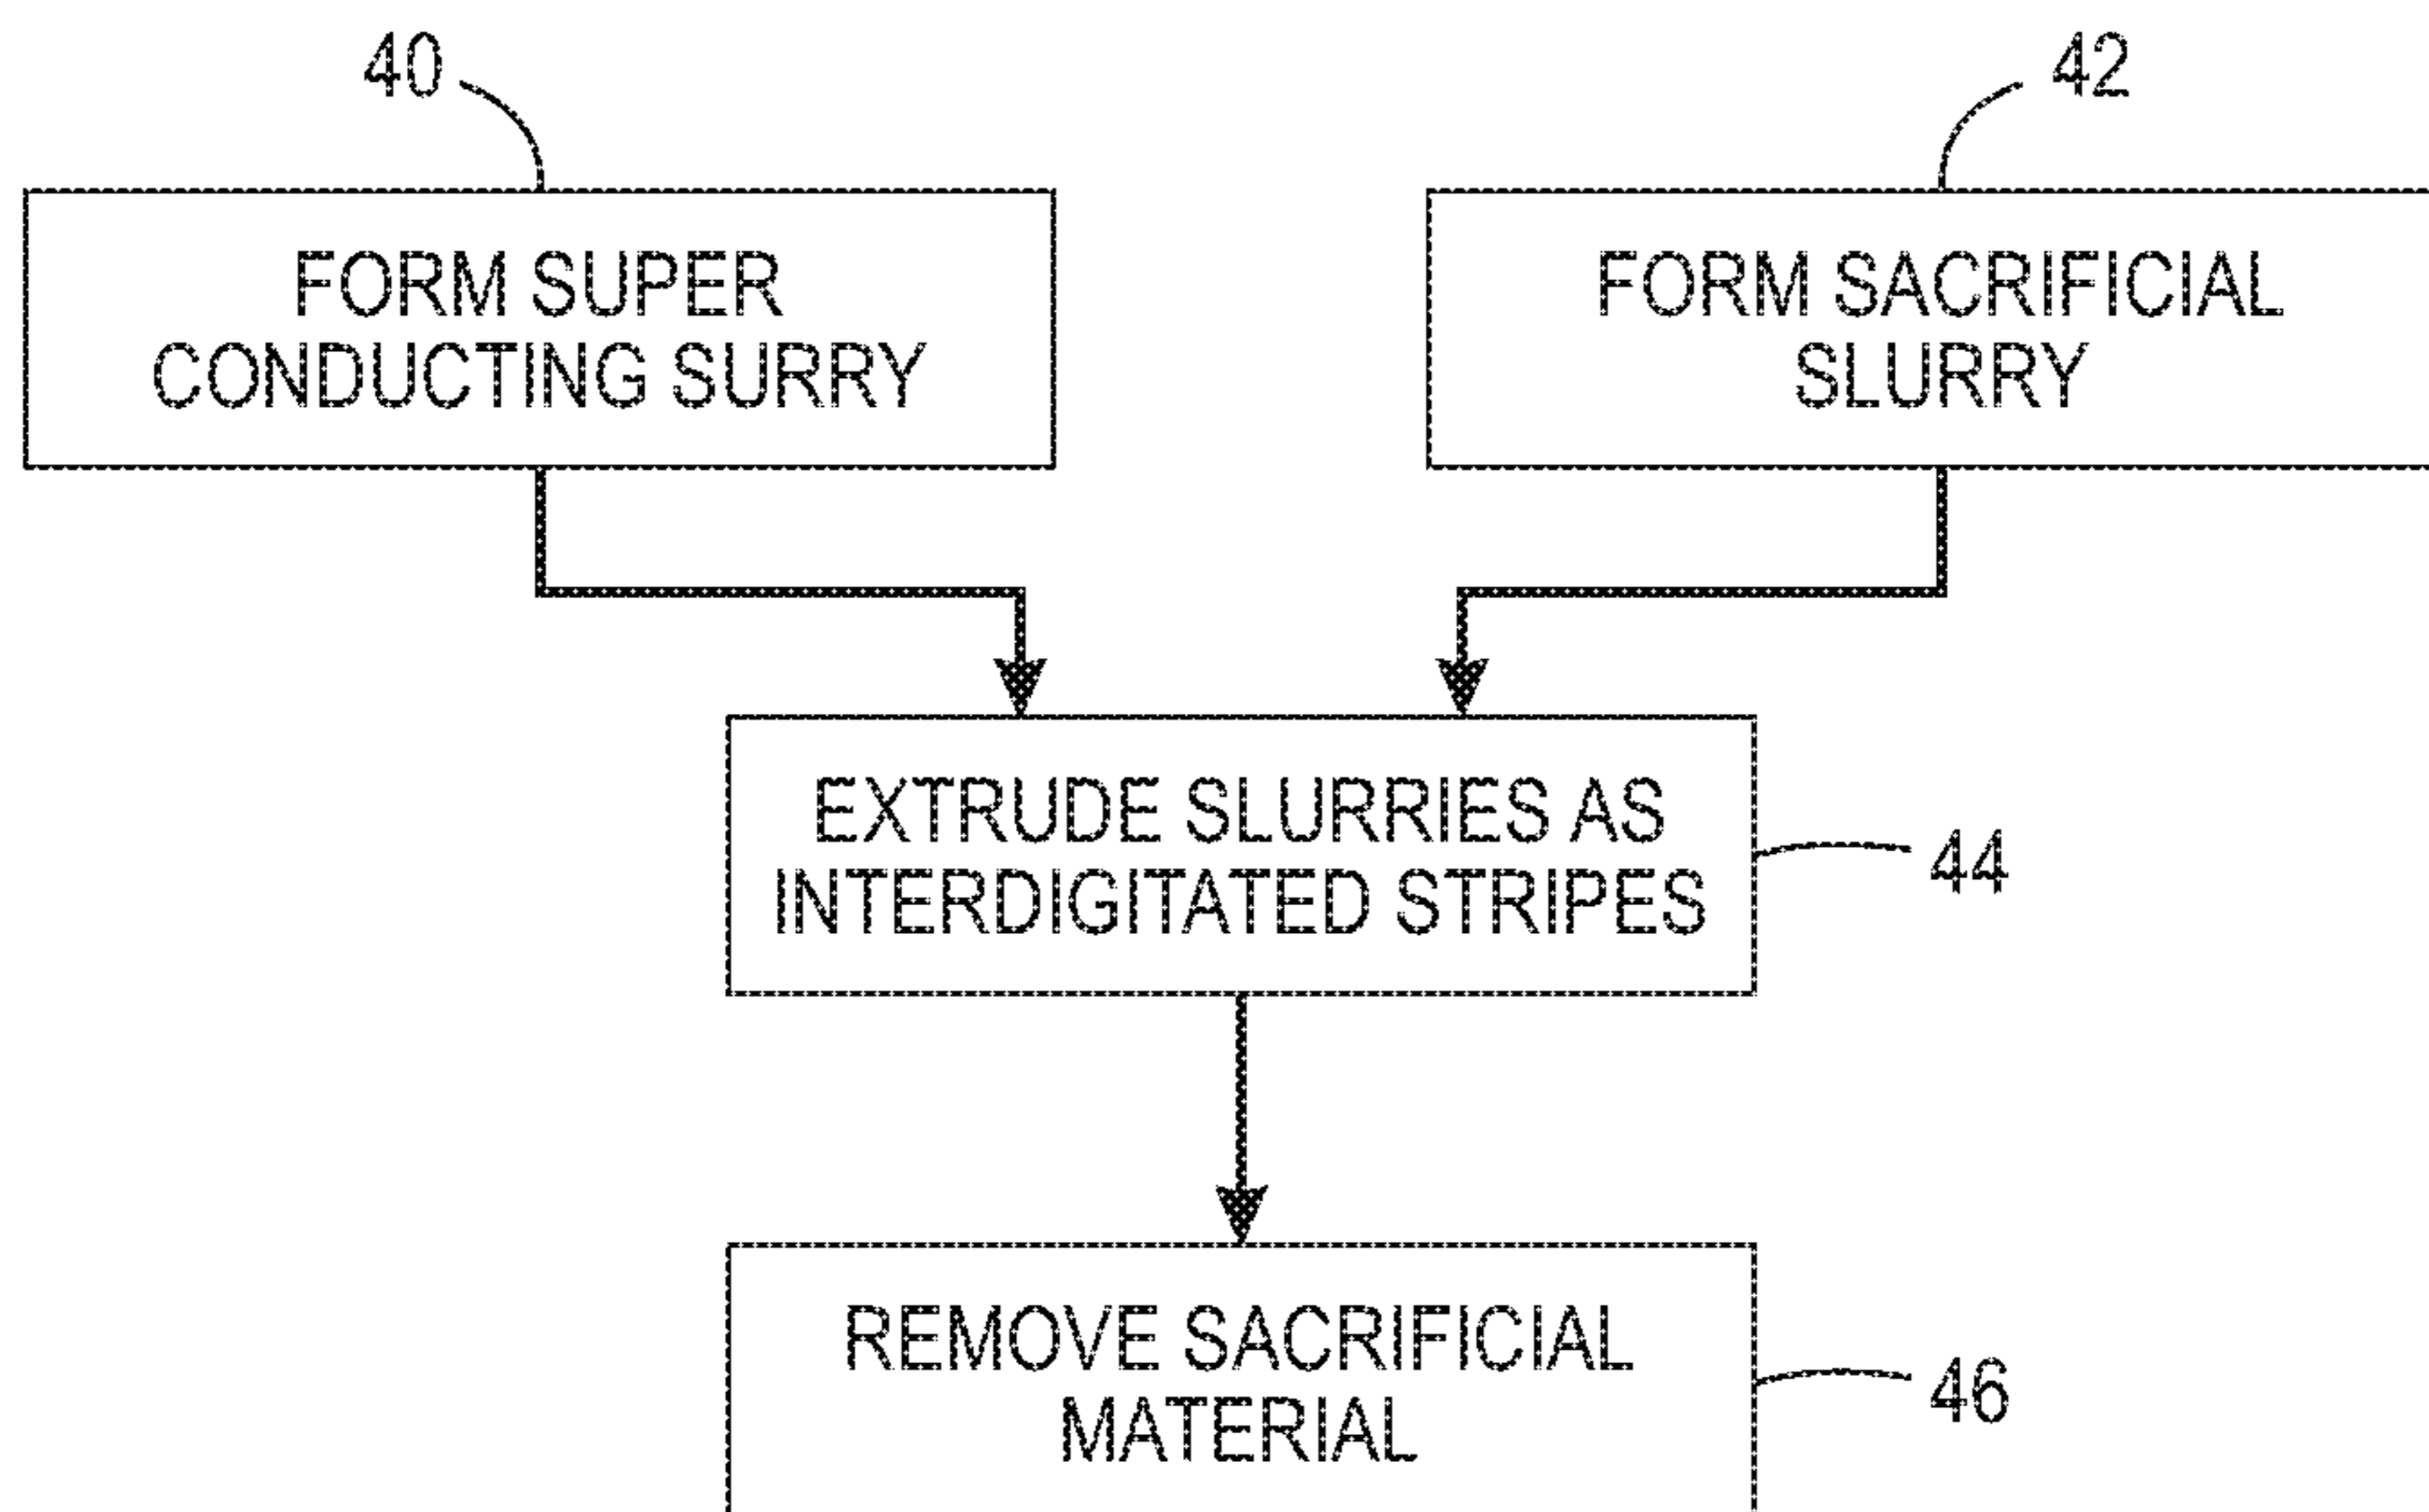 40
42
FORM SUPER
CONDUCTING SURRY
FORM SACRIFICIAL
SLURRY
EXTRUDE SLURRIES AS
INTERDIGITATED STRIPES
44
REMOVE SACRIFICIAL
MATERIAL
46